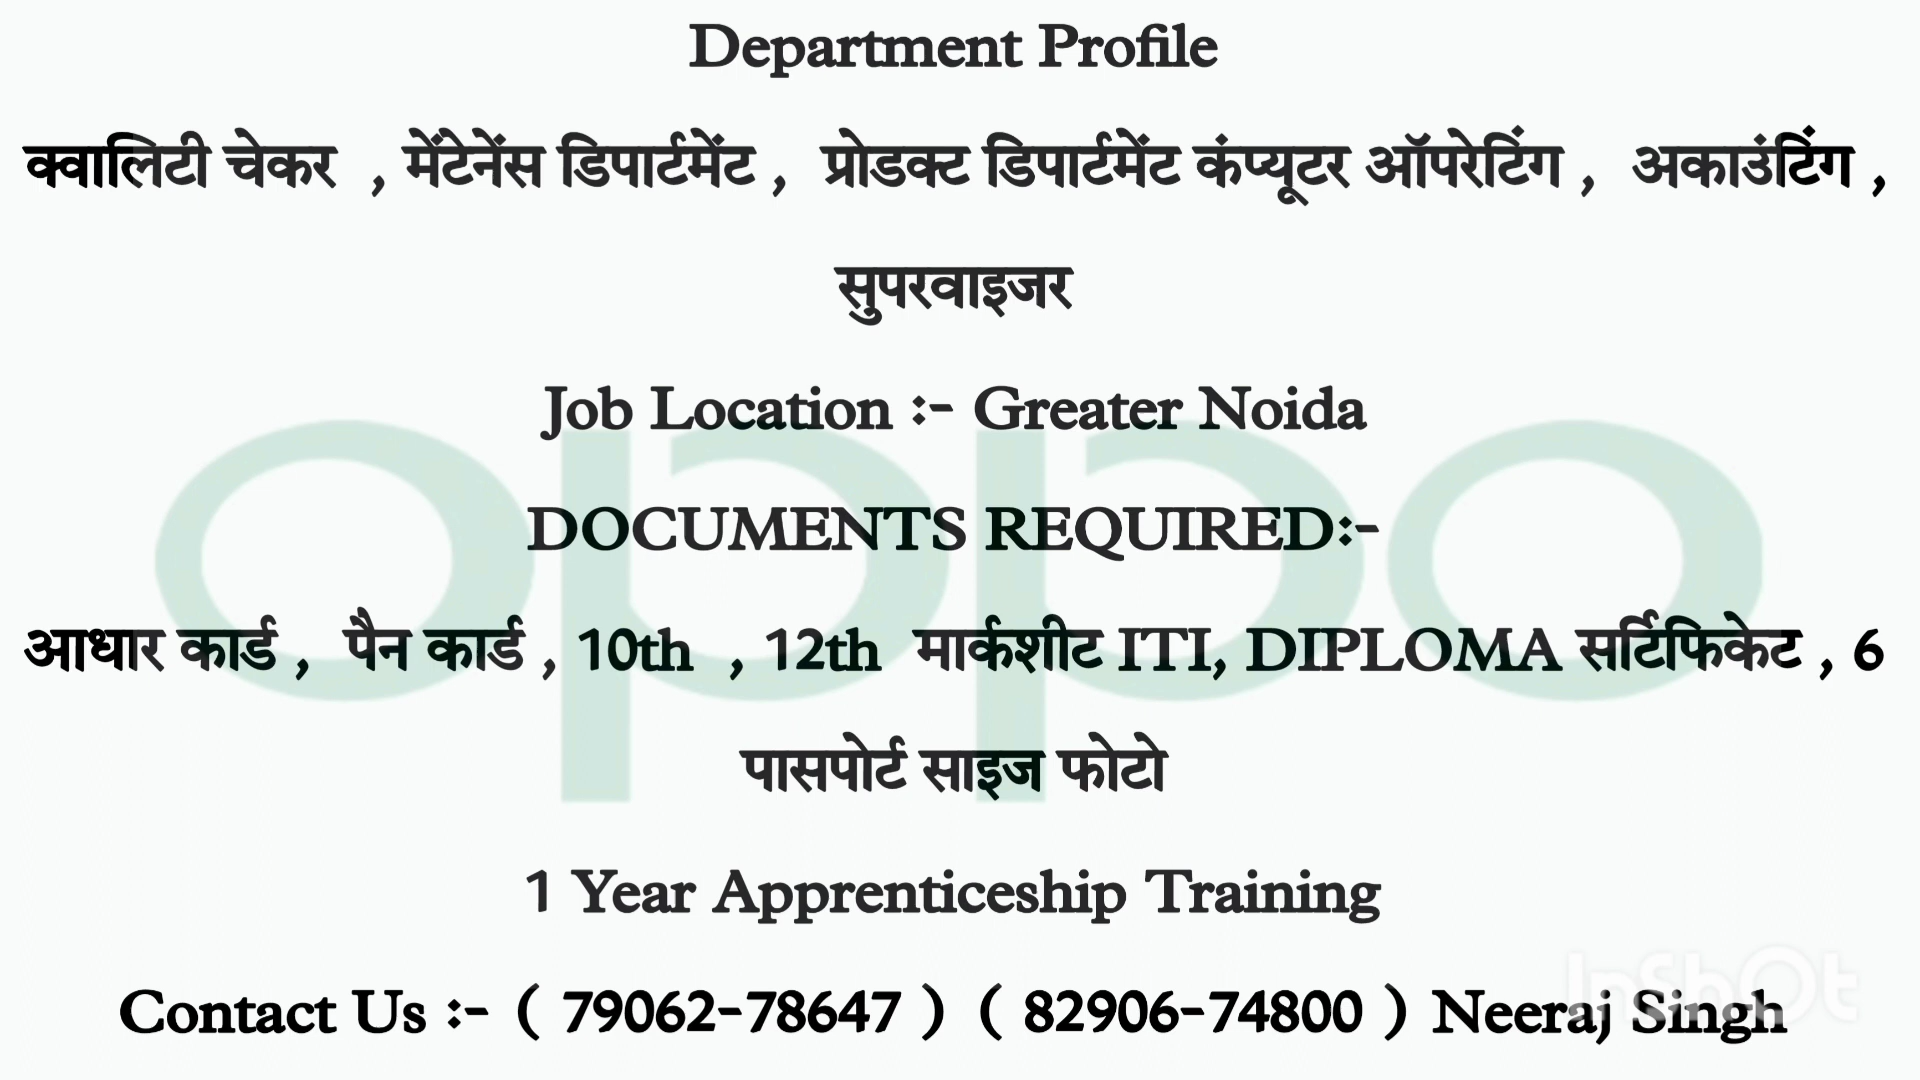 Department Profile
क्वालिटी चेकर , मेंटेनेंस डिपार्टमेंट , प्रोडक्ट डिपार्टमेंट कंप्यूटर ऑपरेटिंग , अकाउंटिंग ,
सुपरवाइजर
Job Location :- Greater Noida
oppo
DOCUMENTS REQUIRED:-
आधार कार्ड , पैन कार्ड , 10th , 12th मार्कशीट ITI, DIPLOMA सर्टिफिकेट , 6
पासपोर्ट साइज फोटो
1 Year Apprenticeship Training
Contact Us :- ( 79062-78647 ) ( 82906-74800 ) Neeraj Singh
InShOt